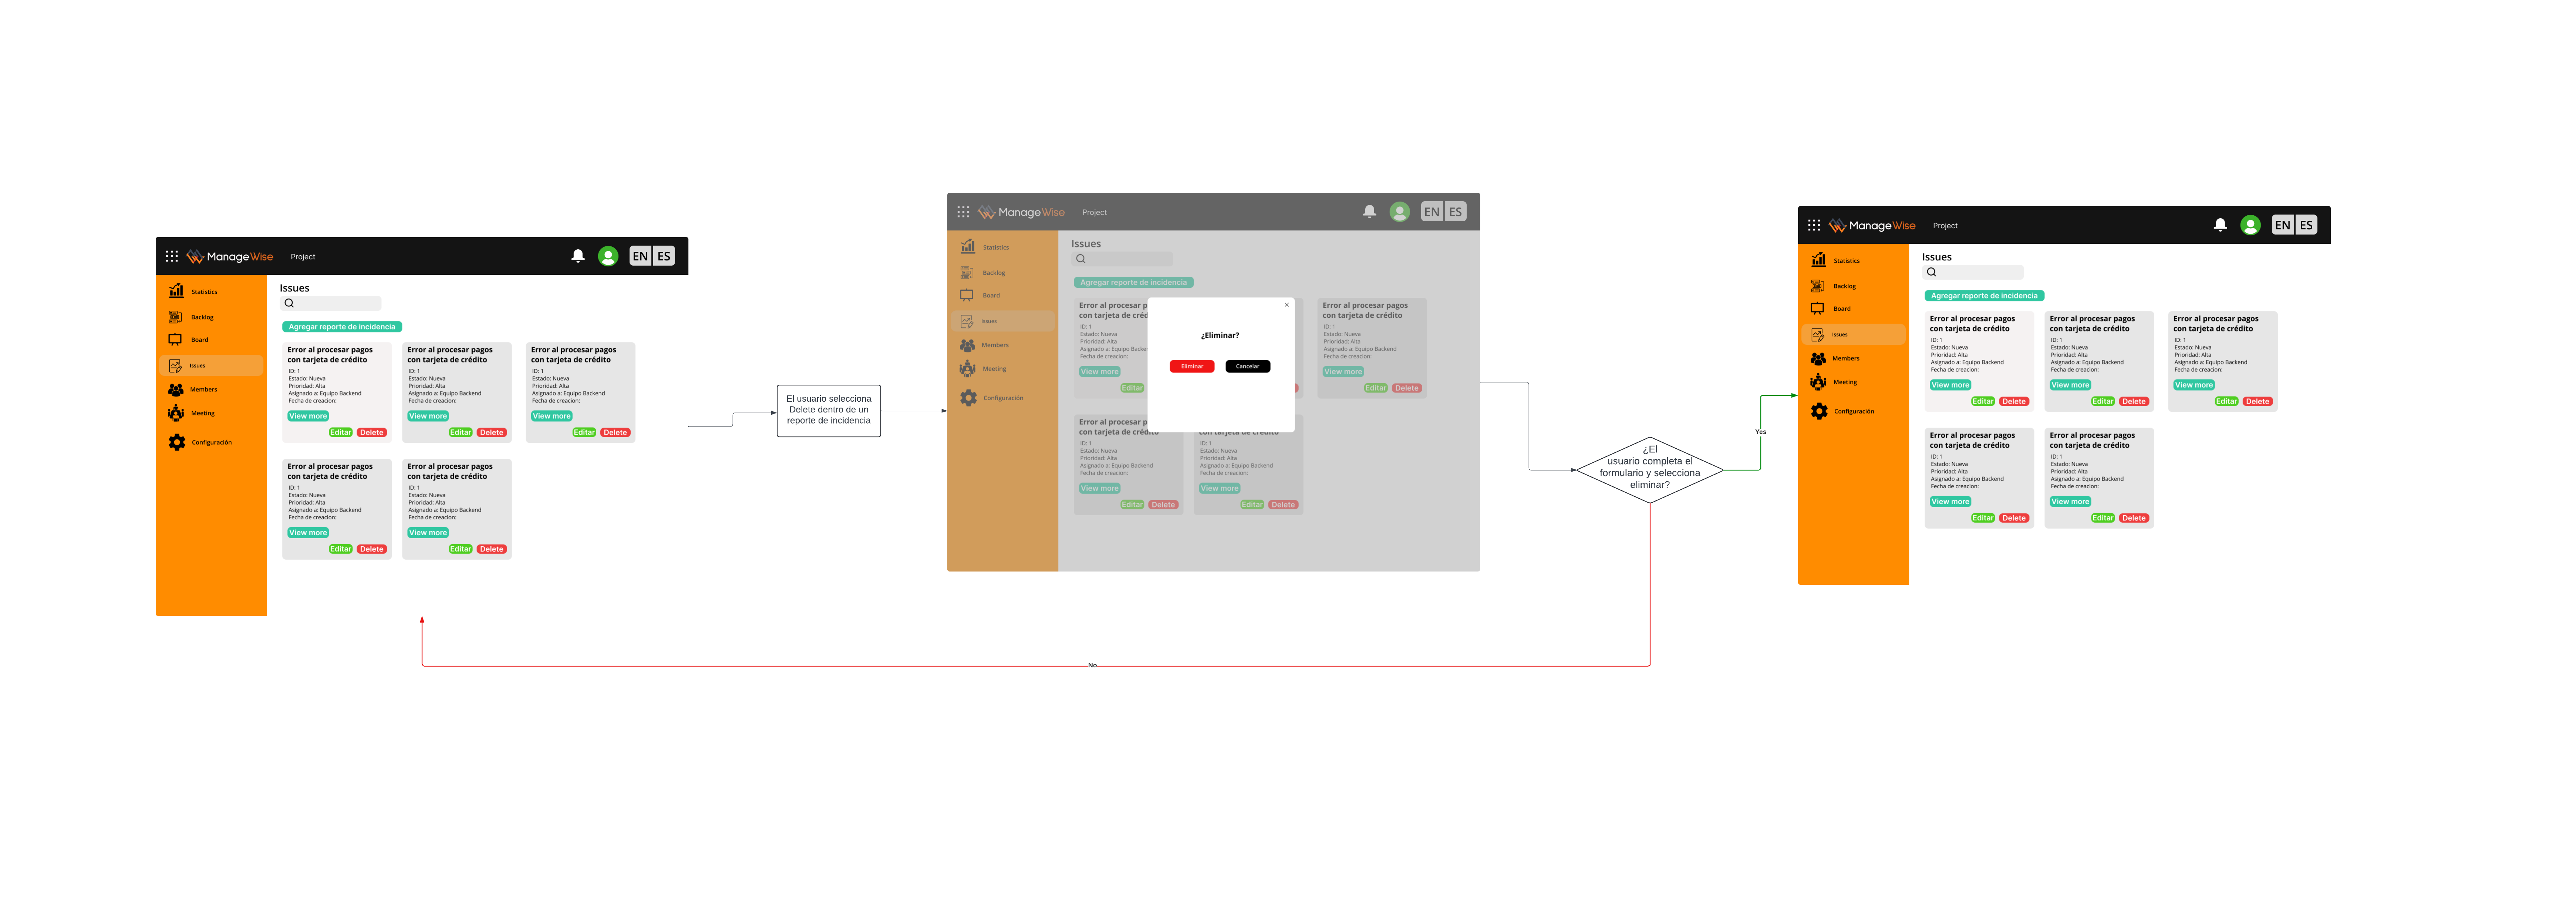 ManageWise
Project
EN ES
Statistics
Backlog
Board
Issues
Members
Meeting
Configuración
Issues
Agregar reporte de incidencia
Error al procesar pagos
con tarjeta de crédito
ID: 1
Estado: Nueva
Prioridad: Alta
Asignado a: Equipo Backend
Fecha de creacion:
View more
Editar Delete
Error al procesar pagos
con tarjeta de crédito
ID: 1
Estado: Nueva
Prioridad: Alta
Asignado a: Equipo Backend
Fecha de creacion:
View more
Editar Delete
Error al procesar pagos
con tarjeta de crédito
ID: 1
Estado: Nueva
Prioridad: Alta
Asignado a: Equipo Backend
Fecha de creacion:
View more
Editar Delete
Error al procesar pagos
con tarjeta de crédito
ID: 1
Estado: Nueva
Prioridad: Alta
Asignado a: Equipo Backend
Fecha de creacion:
View more
Editar Delete
Error al procesar pagos
con tarjeta de crédito
ID: 1
Estado: Nueva
Prioridad: Alta
Asignado a: Equipo Backend
Fecha de creacion:
View more
Editar Delete
El usuario selecciona
Delete dentro de un
reporte de incidencia
ManageWise
Project
EN ES
Statistics
Backlog
Board
Issues
Members
Meeting
Configuración
Issues
Agregar reporte de incidencia
Error al procesar
con tarjeta de
ID: 1
Estado: Nueva
Prioridad: Alta
Asignado a: Equipo
Fecha de creacion:
View more
Editar
Error al procesar pagos
con tarjeta de crédito
ID: 1
Estado: Nueva
Prioridad: Alta
Asignado a: Equipo Backend
Fecha de creacion:
View more
Editar Delete
¿Eliminar?
Eliminar Cancelar
Error al procesar
con tarjeta de crédito
ID: 1
Estado: Nueva
Prioridad: Alta
Asignado a: Equipo Backend
Fecha de creacion:
View more
Editar Delete
con tarjeta de crédito
ID: 1
Estado: Nueva
Prioridad: Alta
Asignado a: Equipo Backend
Fecha de creacion:
View more
Editar Delete
¿El
usuario completa el
formulario y selecciona
eliminar?
Yes
No
ManageWise
Project
EN ES
Statistics
Backlog
Board
Issues
Members
Meeting
Configuración
Issues
Agregar reporte de incidencia
Error al procesar pagos
con tarjeta de crédito
ID: 1
Estado: Nueva
Prioridad: Alta
Asignado a: Equipo Backend
Fecha de creacion:
View more
Editar Delete
Error al procesar pagos
con tarjeta de crédito
ID: 1
Estado: Nueva
Prioridad: Alta
Asignado a: Equipo Backend
Fecha de creacion:
View more
Editar Delete
Error al procesar pagos
con tarjeta de crédito
ID: 1
Estado: Nueva
Prioridad: Alta
Asignado a: Equipo Backend
Fecha de creacion:
View more
Editar Delete
Error al procesar pagos
con tarjeta de crédito
ID: 1
Estado: Nueva
Prioridad: Alta
Asignado a: Equipo Backend
Fecha de creacion:
View more
Editar Delete
Error al procesar pagos
con tarjeta de crédito
ID: 1
Estado: Nueva
Prioridad: Alta
Asignado a: Equipo Backend
Fecha de creacion:
View more
Editar Delete